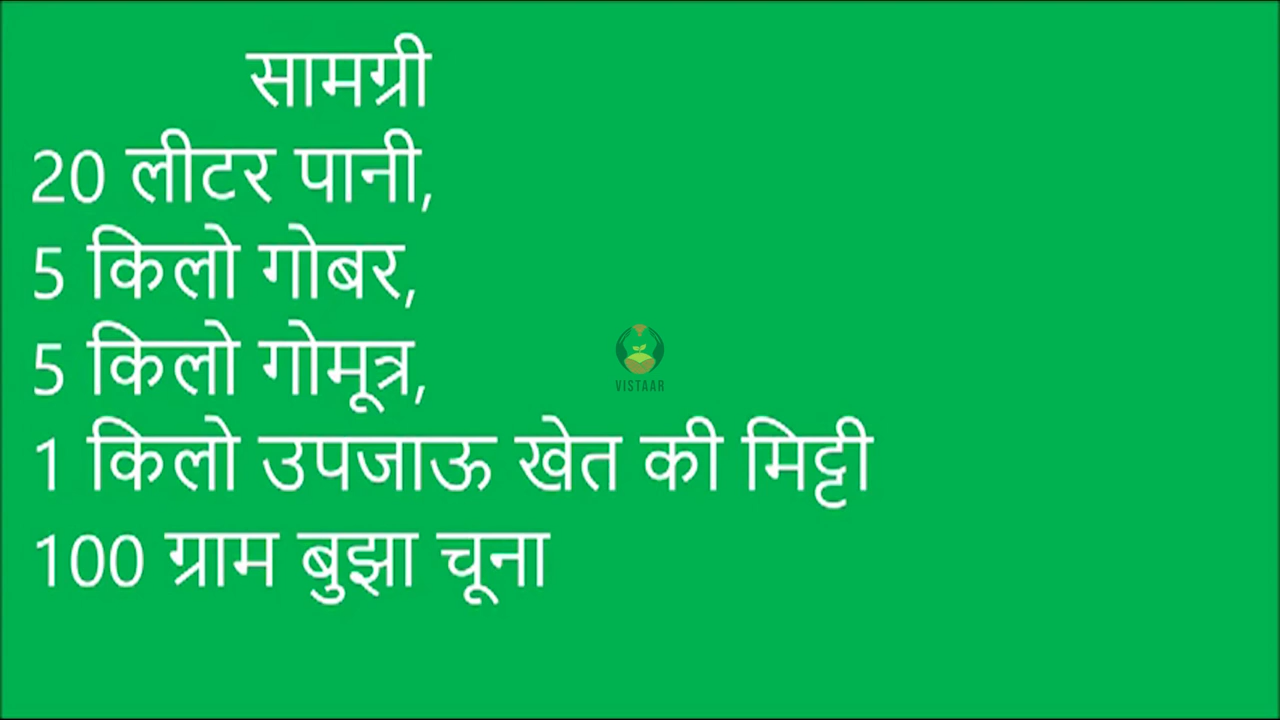 सामग्री
20 लीटर पानी,
5 किलो गोबर,
5 किलो गोमूत्र,
1 किलो उपजाऊ खेत की मिट्टी
100 ग्राम बुझा चूना
VISTAAR